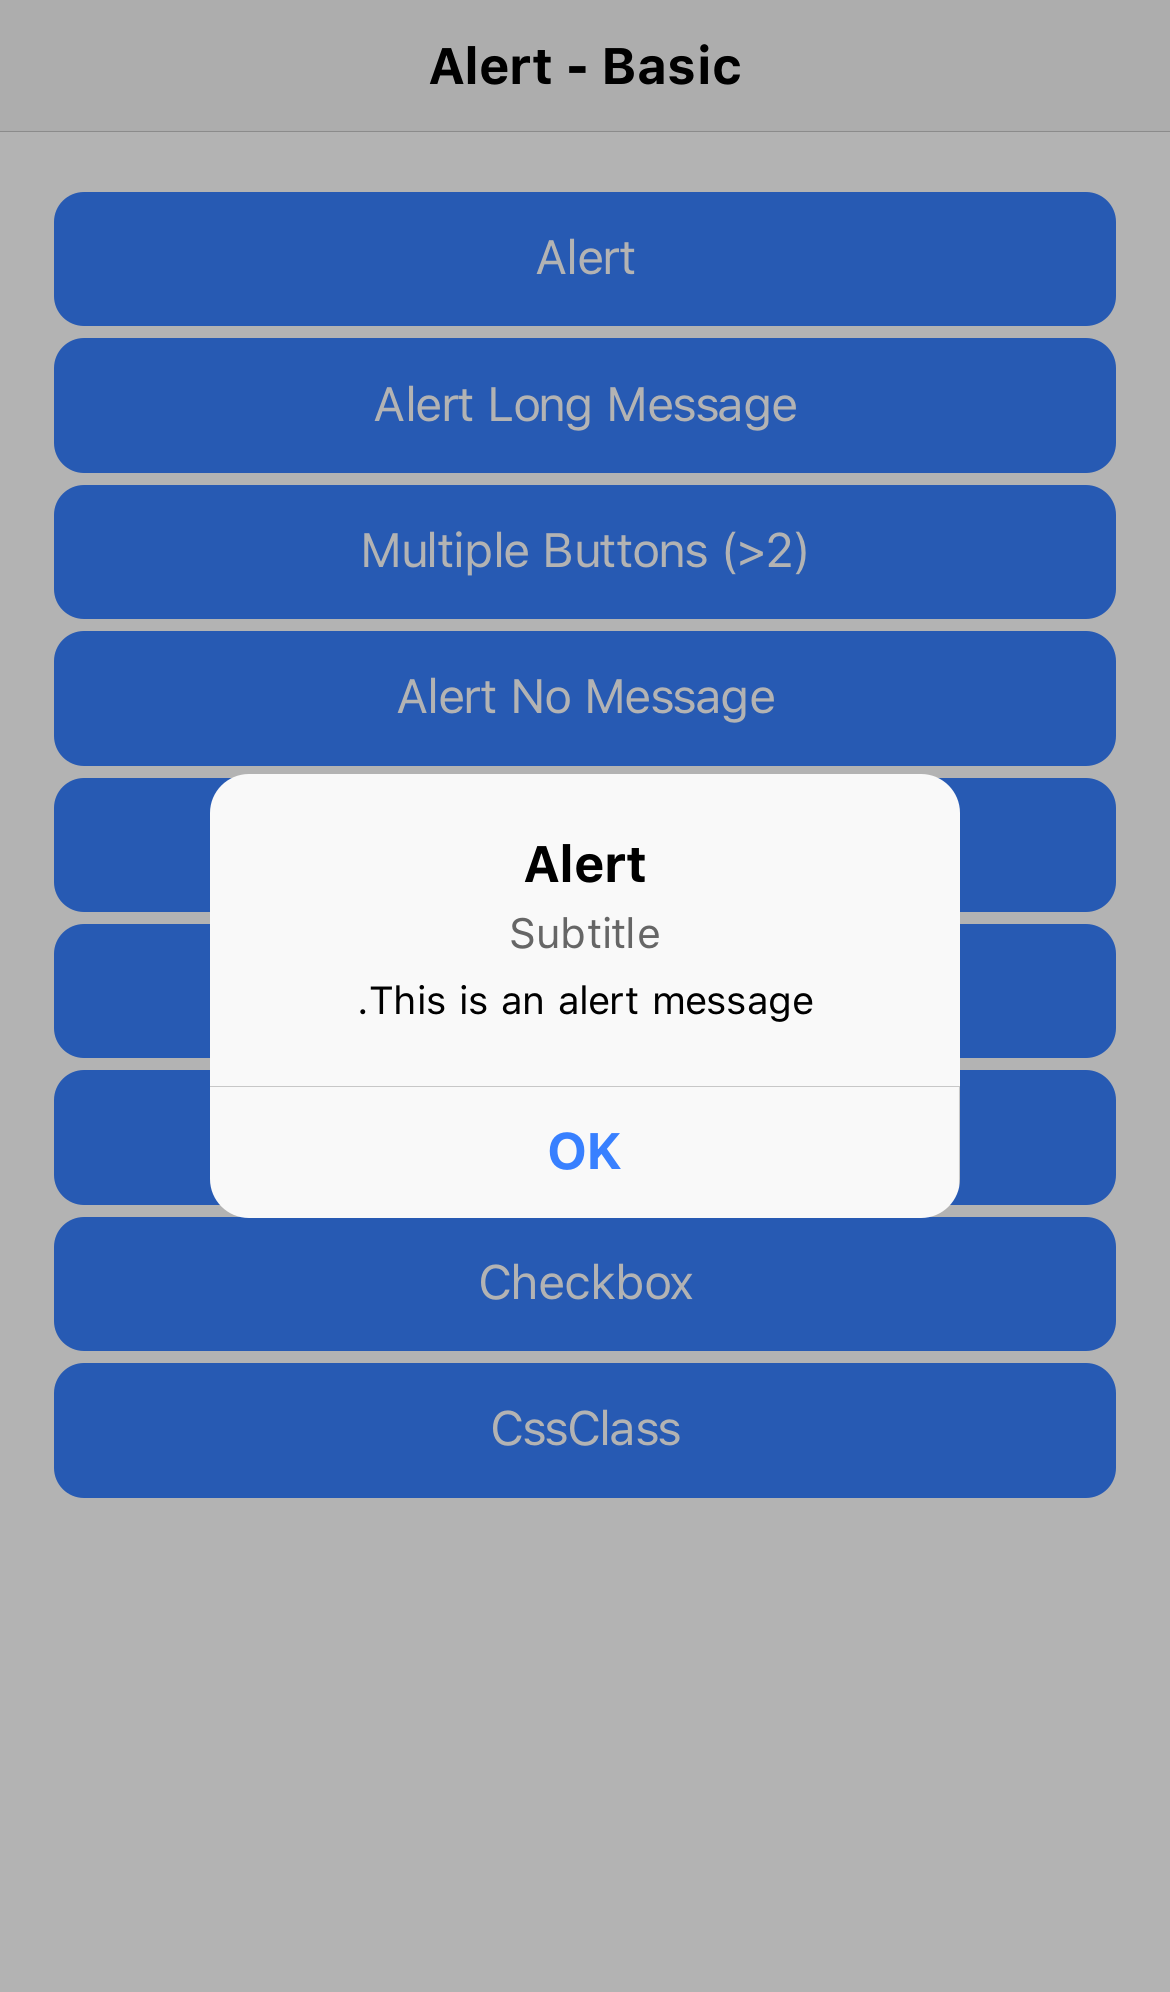 Alert - Basic
Alert
Alert Long Message
Multiple Buttons (>2)
Alert No Message
Alert
Subtitle
.This is an alert message
OK
Checkbox
CssClass